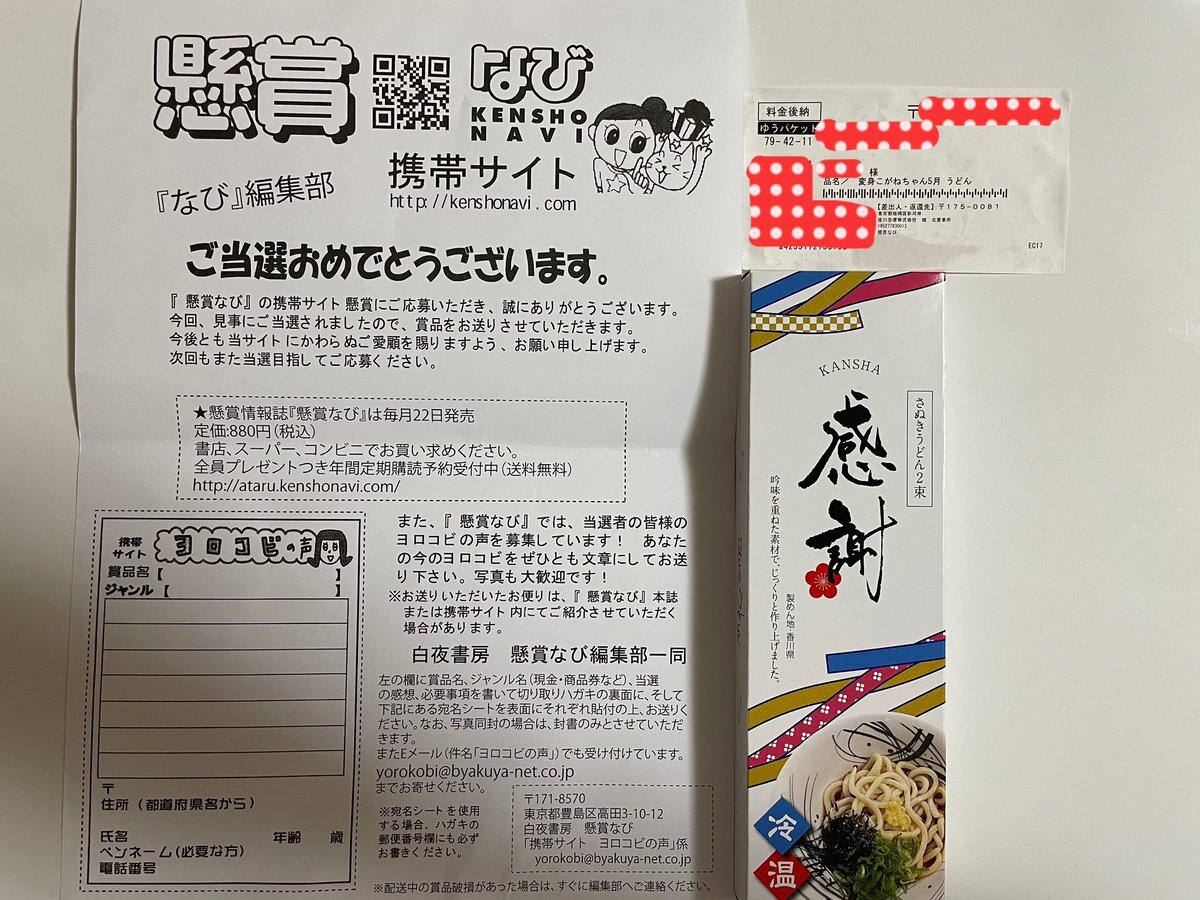 懸賞
なび
KENSHO
NAVI
『なび』編集部
携帯サイト
http://kenshonavi.com
ご当選おめでとうございます。
『懸賞なび』の携帯サイト懸賞にご応募いただき、誠にありがとうございます。
今回、見事にご当選されましたので、賞品をお送りさせていただきます。
今後とも当サイトにかわらぬご愛顧を賜りますよう、お願い申し上げます。
次回もまた当選目指してご応募ください。
★懸賞情報誌『懸賞なび』は毎月22日発売
定価:880円(税込)
書店、スーパー、コンビニでお買い求めください。
全員プレゼントつき年間定期購読予約受付中(送料無料)
http://ataru.kenshonavi.com/
携帯
サイト
ヨロコビの声
賞品名【 】
ジャンル【 】
〒
住所(都道府県名から)
氏名 年齢 歳
ペンネーム(必要な方)
電話番号
また、『懸賞なび』では、当選者の皆様の
ヨロコビの声を募集しています! あなた
の今のヨロコビをぜひとも文章にしてお送
り下さい。写真も大歓迎です!
※お送りいただいたお便りは、『懸賞なび』本誌
または携帯サイト内にてご紹介させていただく
場合があります。
白夜書房 懸賞なび編集部一同
左の欄に賞品名、ジャンル名(現金・商品券など)、当選
の感想、必要事項を書いて切り取りハガキの裏面に、そして
下記にある宛名シートを表面にそれぞれ貼付の上、お送りく
ださい。なお、写真同封の場合は、封書のみとさせていただ
きます。
またEメール(件名「ヨロコビの声」)でも受け付けています。
yorokobi@byakuya-net.co.jp
までお寄せください。
※宛名シートを使用
する場合、ハガキの
郵便番号欄にも必ず
お書きください。
〒171-8570
東京都豊島区高田3-10-12
白夜書房 懸賞なび
「携帯サイト ヨロコビの声」係
yorokobi@byakuya-net.co.jp
※配送中の賞品破損があった場合は、すぐに編集部へご連絡ください。
料金後納
ゆうパケット
79-42-11
〒
様
品名/ 変身こがねちゃん5月 うどん
【差出人・返還先】〒175-0081
東京都板橋区新河岸
佐川急便株式会社 城北営業所
懸賞なび
EC17
KANSHA
感謝
さぬきうどん2束
吟味を重ねた素材で、じっくりと作り上げました。
製めん地 香川県
冷
温